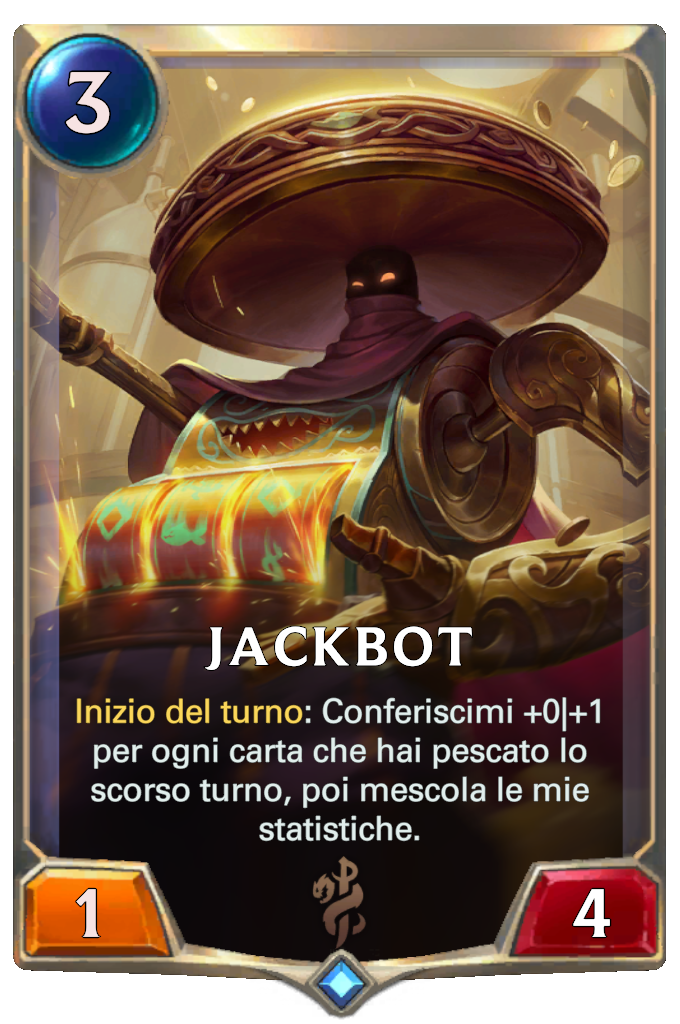 3
JACKBOT
Inizio del turno: Conferiscimi +0|+1
per ogni carta che hai pescato lo
scorso turno, poi mescola le mie
statistiche.
1
4